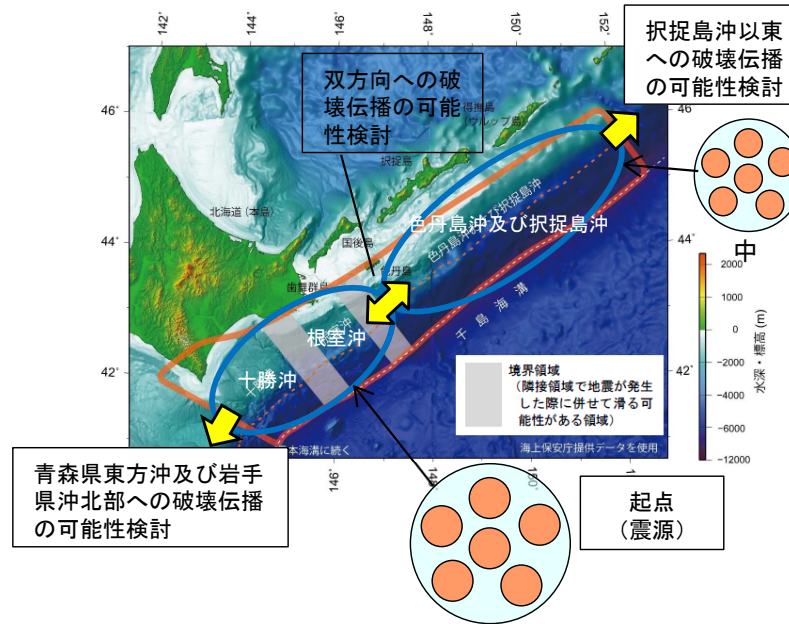 142°
144°
146°
148°
150°
152°
択捉島沖以東
への破壊伝播
の可能性検討
双方向への破
壊伝播の可能
性検討
46°
46
得撫島
(ウルップ島)
択捉島
北海道(本島)
色丹島沖及び択捉島沖
色丹島沖及び択捉島沖
中
44°
44°
国後島
色丹島
歯舞群島
千島海溝
根室沖
十勝沖
42°
42°
境界領域
(隣接領域で地震が発生
した際に併せて滑る可
能性がある領域)
2000
0
−2000
−4000
−6000
−8000
−10000
−12000
水深・標高 (m)
本海溝に続く
海上保安庁提供データを使用
146°
148°
青森県東方沖及び岩手
県沖北部への破壊伝播
の可能性検討
起点
(震源)